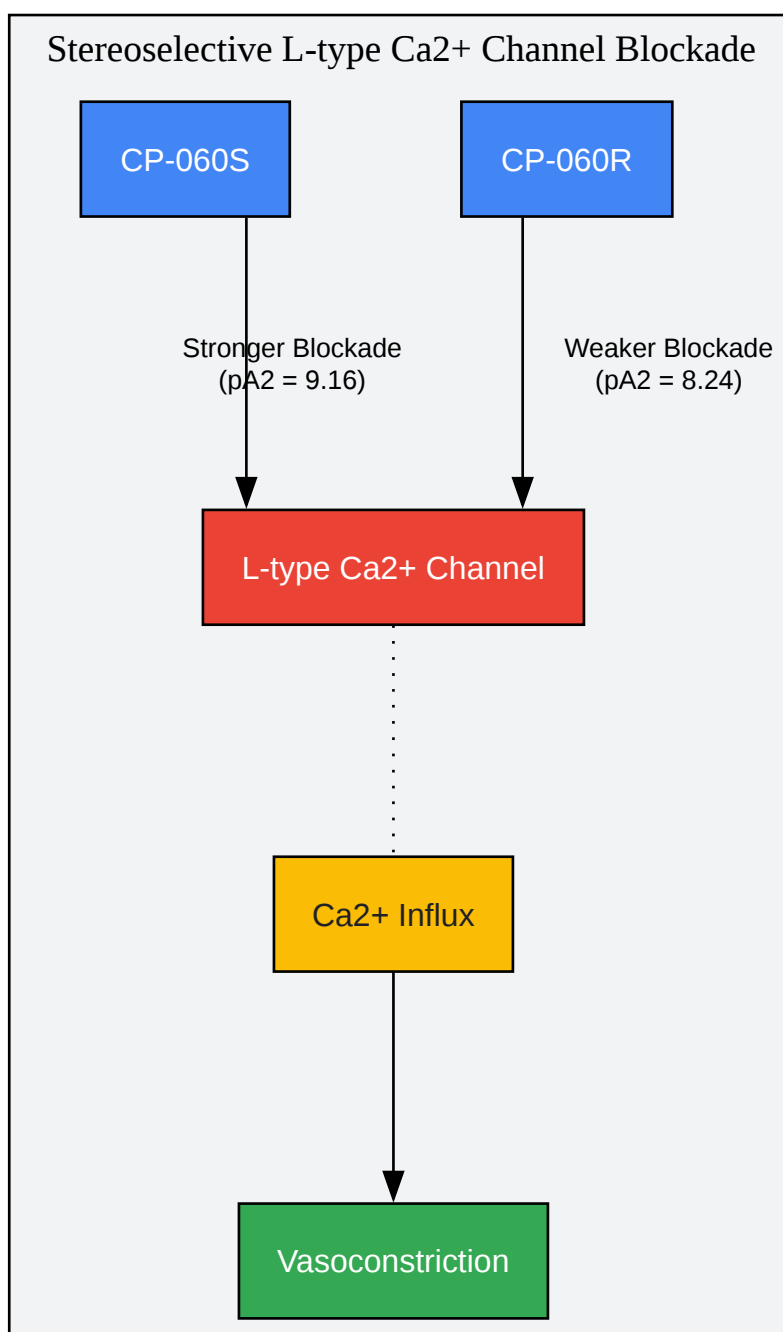 Stereoselective L-type Ca2+ Channel Blockade
CP-060S
CP-060R
Stronger Blockade
(pA2 = 9.16)
Weaker Blockade
(pA2 = 8.24)
L-type Ca2+ Channel
Ca2+ Influx
Vasoconstriction